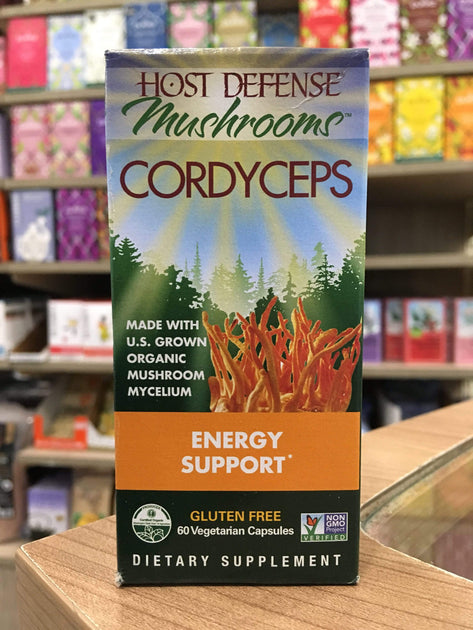 HOST DEFENSE
Mushrooms™
CORDYCEPS
MADE WITH
U.S. GROWN
ORGANIC
MUSHROOM
MYCELIUM
ENERGY
SUPPORT*
GLUTEN FREE
60 Vegetarian Capsules
NON
GMO
Project
VERIFIED
DIETARY SUPPLEMENT